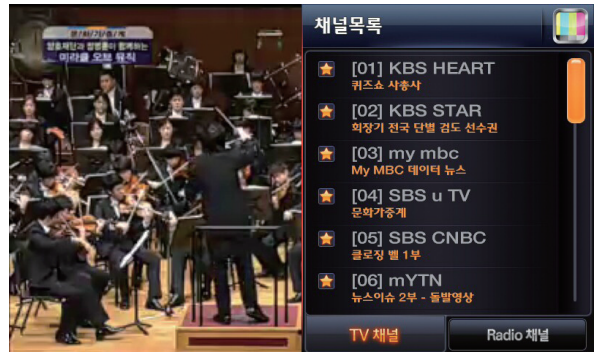 문/화/가/중/계
미라클 오브 뮤직
채널목록
[01] KBS HEART
퀴즈쇼 사총사
[02] KBS STAR
회장기 전국 단별 검도 선수권
[03] my mbc
My MBC 데이터 뉴스
[04] SBS u TV
문화가중계
[05] SBS CNBC
클로징 벨 1부
[06] mYTN
뉴스이슈 2부 - 돌발영상
TV 채널
Radio 채널